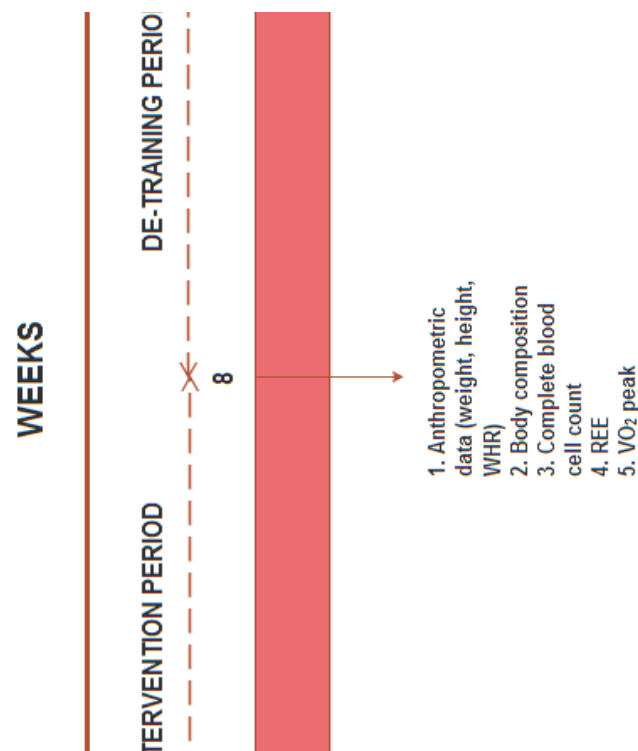 WEEKS
TERVENTION PERIOD
DE-TRAINING PERIO
8
1. Anthropometric
data (weight, height,
WHR)
2. Body composition
3. Complete blood
cell count
4. REE
5. VO₂ peak